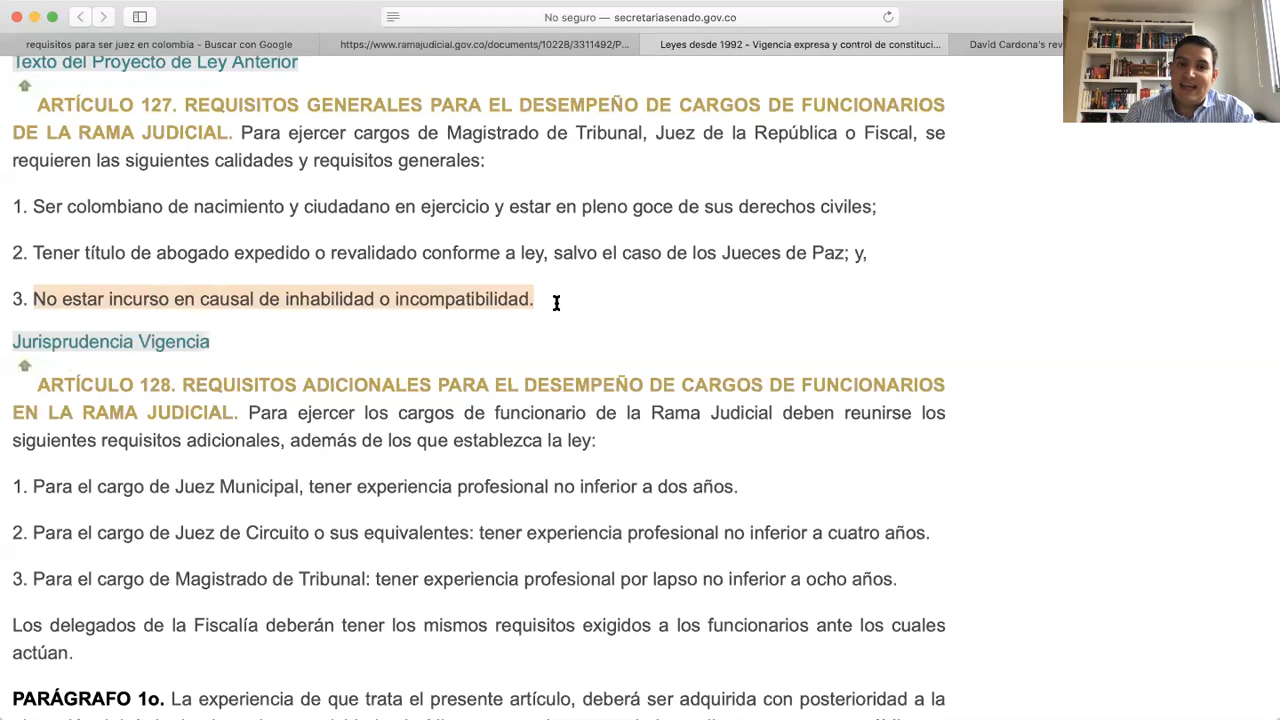 No seguro — secretariasenado.gov.co
requisitos para ser juez en colombia - Buscar con Google
https://www.ramajudicial.gov.co/documents/10228/3311492/P...
Leyes desde 1992 - Vigencia expresa y control de constituci...
David Cardona's rev
Texto del Proyecto de Ley Anterior
ARTÍCULO 127. REQUISITOS GENERALES PARA EL DESEMPEÑO DE CARGOS DE FUNCIONARIOS
DE LA RAMA JUDICIAL. Para ejercer cargos de Magistrado de Tribunal, Juez de la República o Fiscal, se
requieren las siguientes calidades y requisitos generales:
1. Ser colombiano de nacimiento y ciudadano en ejercicio y estar en pleno goce de sus derechos civiles;
2. Tener título de abogado expedido o revalidado conforme a ley, salvo el caso de los Jueces de Paz; y,
3. No estar incurso en causal de inhabilidad o incompatibilidad.
Jurisprudencia Vigencia
ARTÍCULO 128. REQUISITOS ADICIONALES PARA EL DESEMPEÑO DE CARGOS DE FUNCIONARIOS
EN LA RAMA JUDICIAL. Para ejercer los cargos de funcionario de la Rama Judicial deben reunirse los
siguientes requisitos adicionales, además de los que establezca la ley:
1. Para el cargo de Juez Municipal, tener experiencia profesional no inferior a dos años.
2. Para el cargo de Juez de Circuito o sus equivalentes: tener experiencia profesional no inferior a cuatro años.
3. Para el cargo de Magistrado de Tribunal: tener experiencia profesional por lapso no inferior a ocho años.
Los delegados de la Fiscalía deberán tener los mismos requisitos exigidos a los funcionarios ante los cuales
actúan.
PARÁGRAFO 1o. La experiencia de que trata el presente artículo, deberá ser adquirida con posterioridad a la